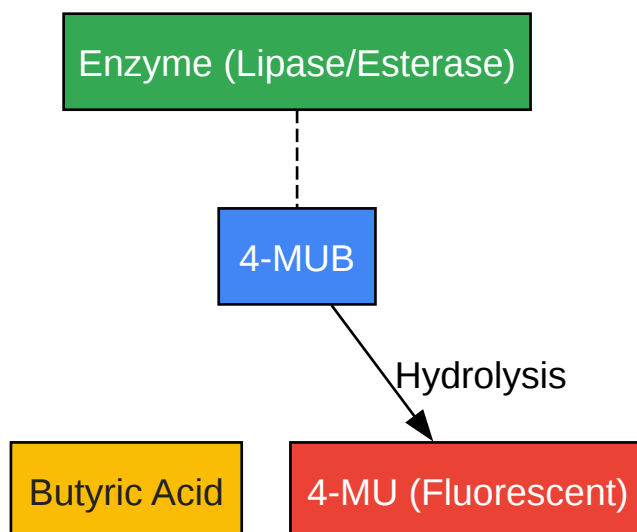 Enzyme (Lipase/Esterase)
4-MUB
Hydrolysis
Butyric Acid
4-MU (Fluorescent)